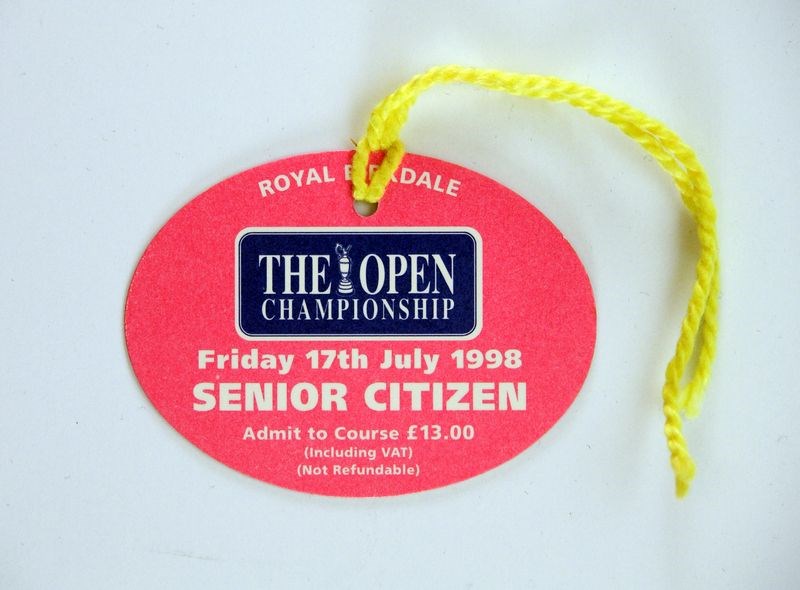 ROYAL BIRKDALE
THE OPEN
CHAMPIONSHIP
Friday 17th July 1998
SENIOR CITIZEN
Admit to Course £13.00
(Including VAT)
(Not Refundable)